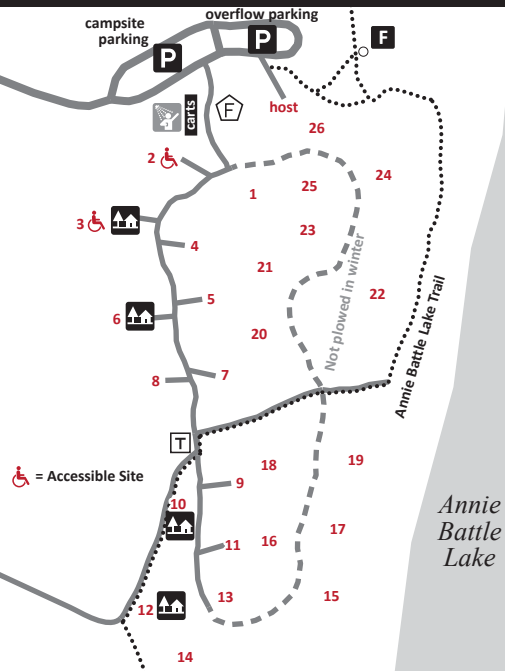 campsite
parking
overflow parking
P
P
F
carts
F
host
26
2
24
1
25
3
23
4
21
Not plowed in winter
22
5
6
20
Annie Battle Lake Trail
7
8
T
= Accessible Site
18
19
9
10
Annie
Battle
Lake
17
16
11
13
15
12
14